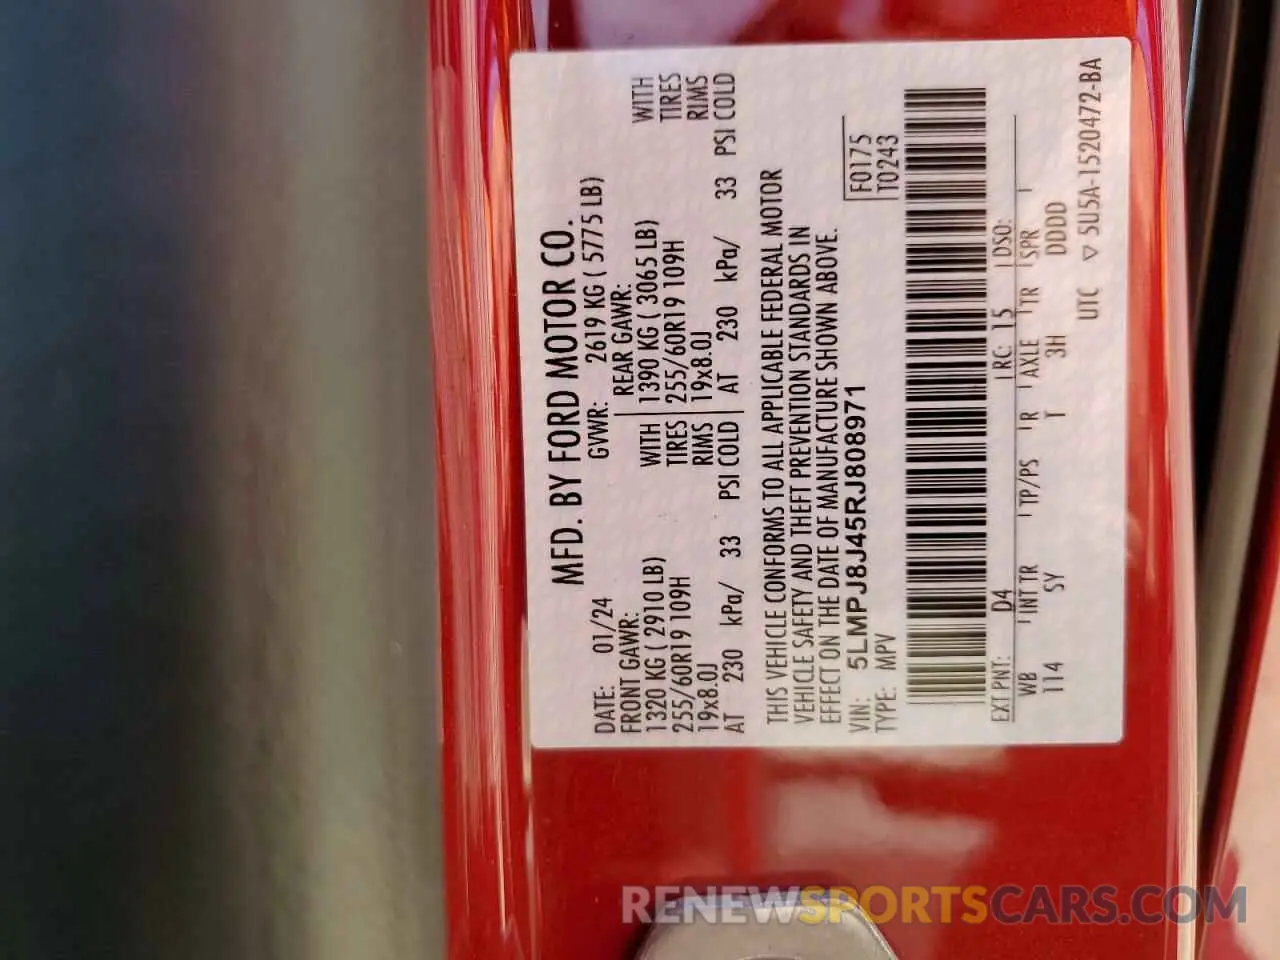 MFD. BY FORD MOTOR CO.
DATE: 01/24 GVWR: 2619 KG ( 5775 LB)
FRONT GAWR: REAR GAWR:
1320 KG ( 2910 LB) WITH 1390 KG ( 3065 LB) WITH
255/60R19 109H TIRES 255/60R19 109H TIRES
19x8.0J RIMS 19x8.0J RIMS
AT 230 kPa/ 33 PSI COLD AT 230 kPa/ 33 PSI COLD
THIS VEHICLE CONFORMS TO ALL APPLICABLE FEDERAL MOTOR
VEHICLE SAFETY AND THEFT PREVENTION STANDARDS IN
EFFECT ON THE DATE OF MANUFACTURE SHOWN ABOVE.
VIN: 5LMPJ8J45RJ808971 F0175
TYPE: MPV T0243
EXT PNT: D4 RC: 15 DSO:
WB INT TR TP/PS R AXLE TR SPR
114 SY T 3H DDDD
UTC ▽ 5U5A-1520472-BA
RENEWSPORTSCARS.COM